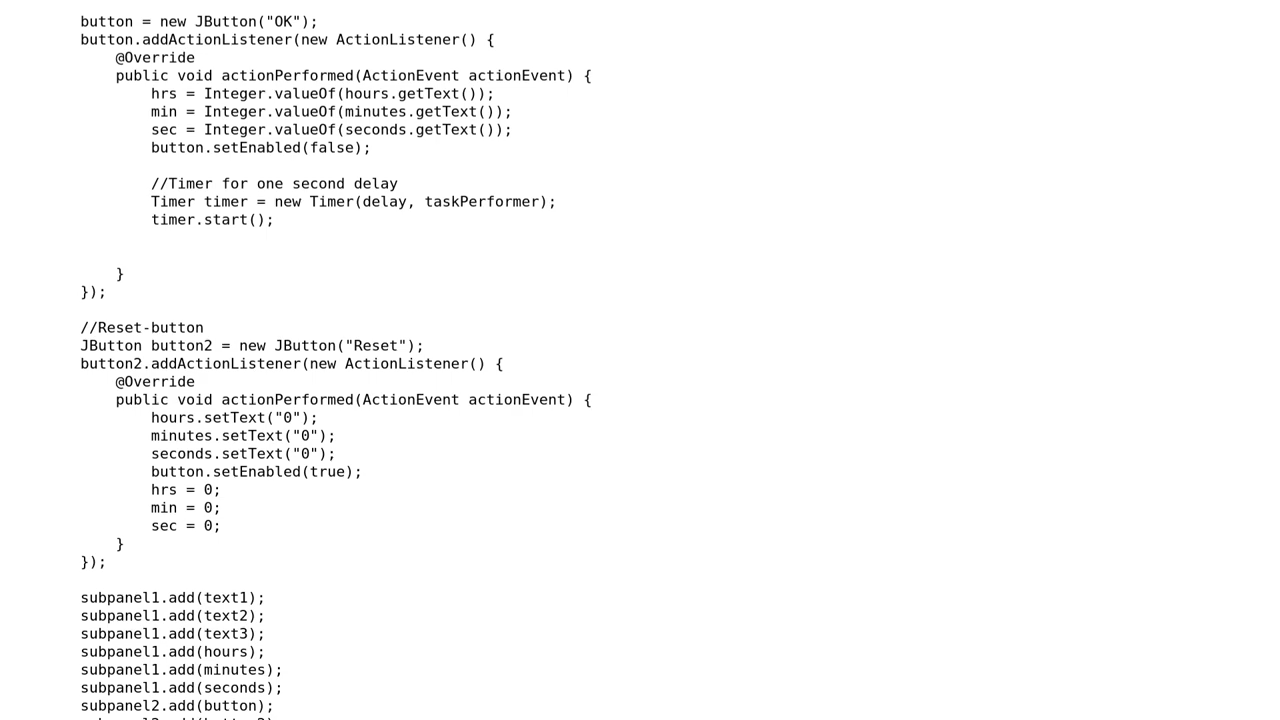 button = new JButton("OK");
button.addActionListener(new ActionListener() {
@Override
public void actionPerformed(ActionEvent actionEvent) {
hrs = Integer.valueOf(hours.getText());
min = Integer.valueOf(minutes.getText());
sec = Integer.valueOf(seconds.getText());
button.setEnabled(false);
//Timer for one second delay
Timer timer = new Timer(delay, taskPerformer);
timer.start();
}
});
//Reset-button
JButton button2 = new JButton("Reset");
button2.addActionListener(new ActionListener() {
@Override
public void actionPerformed(ActionEvent actionEvent) {
hours.setText("0");
minutes.setText("0");
seconds.setText("0");
button.setEnabled(true);
hrs = 0;
min = 0;
sec = 0;
}
});
subpanel1.add(text1);
subpanel1.add(text2);
subpanel1.add(text3);
subpanel1.add(hours);
subpanel1.add(minutes);
subpanel1.add(seconds);
subpanel2.add(button);